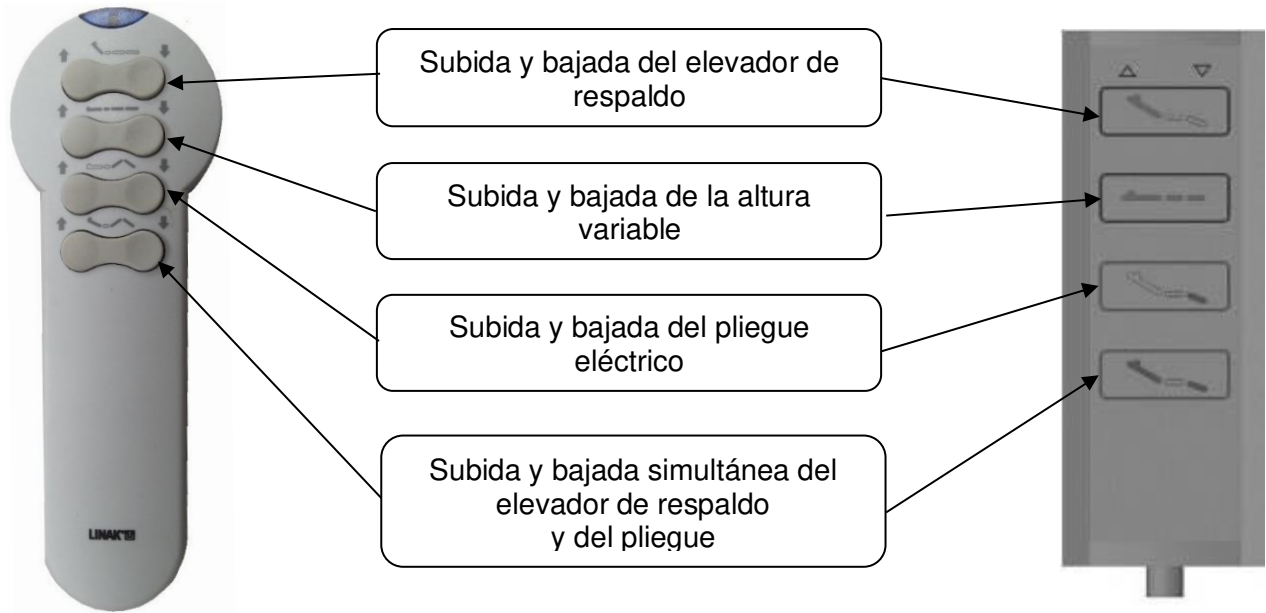 Subida y bajada del elevador de
respaldo
Subida y bajada de la altura
variable
Subida y bajada del pliegue
eléctrico
Subida y bajada simultánea del
elevador de respaldo
y del pliegue
LINAK